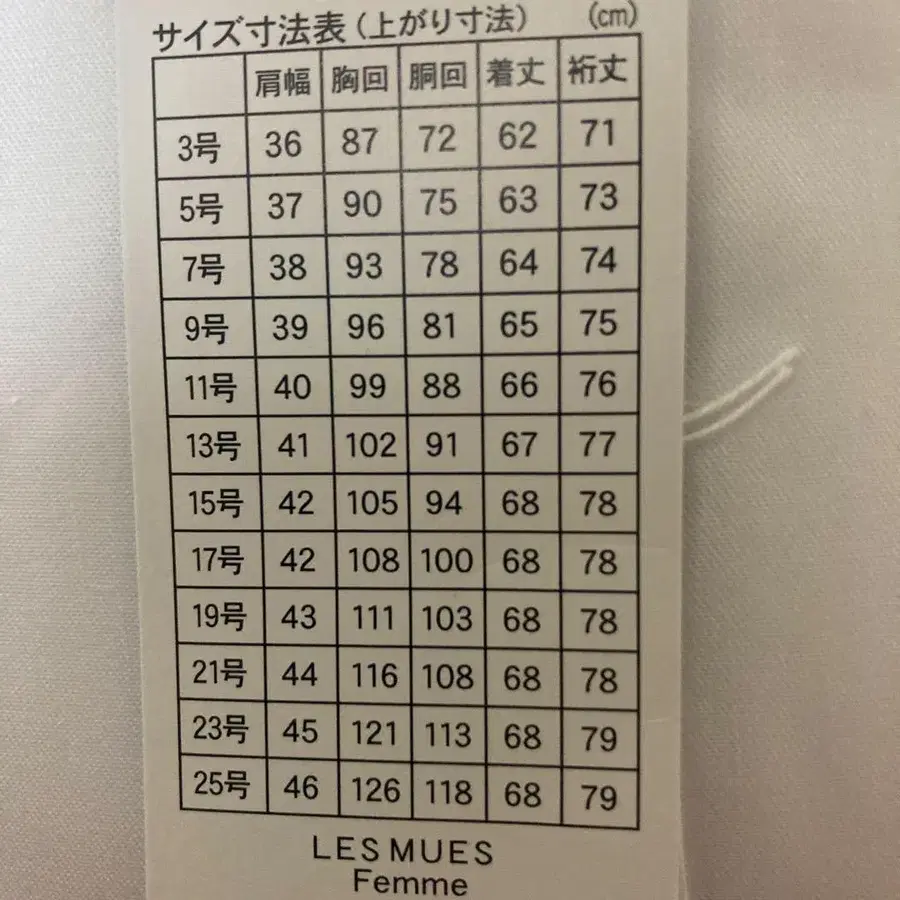 サイズ寸法表(上がり寸法) (cm)
肩幅 胸回 胴回 着丈 裄丈
3号 36 87 72 62 71
5号 37 90 75 63 73
7号 38 93 78 64 74
9号 39 96 81 65 75
11号 40 99 88 66 76
13号 41 102 91 67 77
15号 42 105 94 68 78
17号 42 108 100 68 78
19号 43 111 103 68 78
21号 44 116 108 68 78
23号 45 121 113 68 79
25号 46 126 118 68 79
LES MUES
Femme